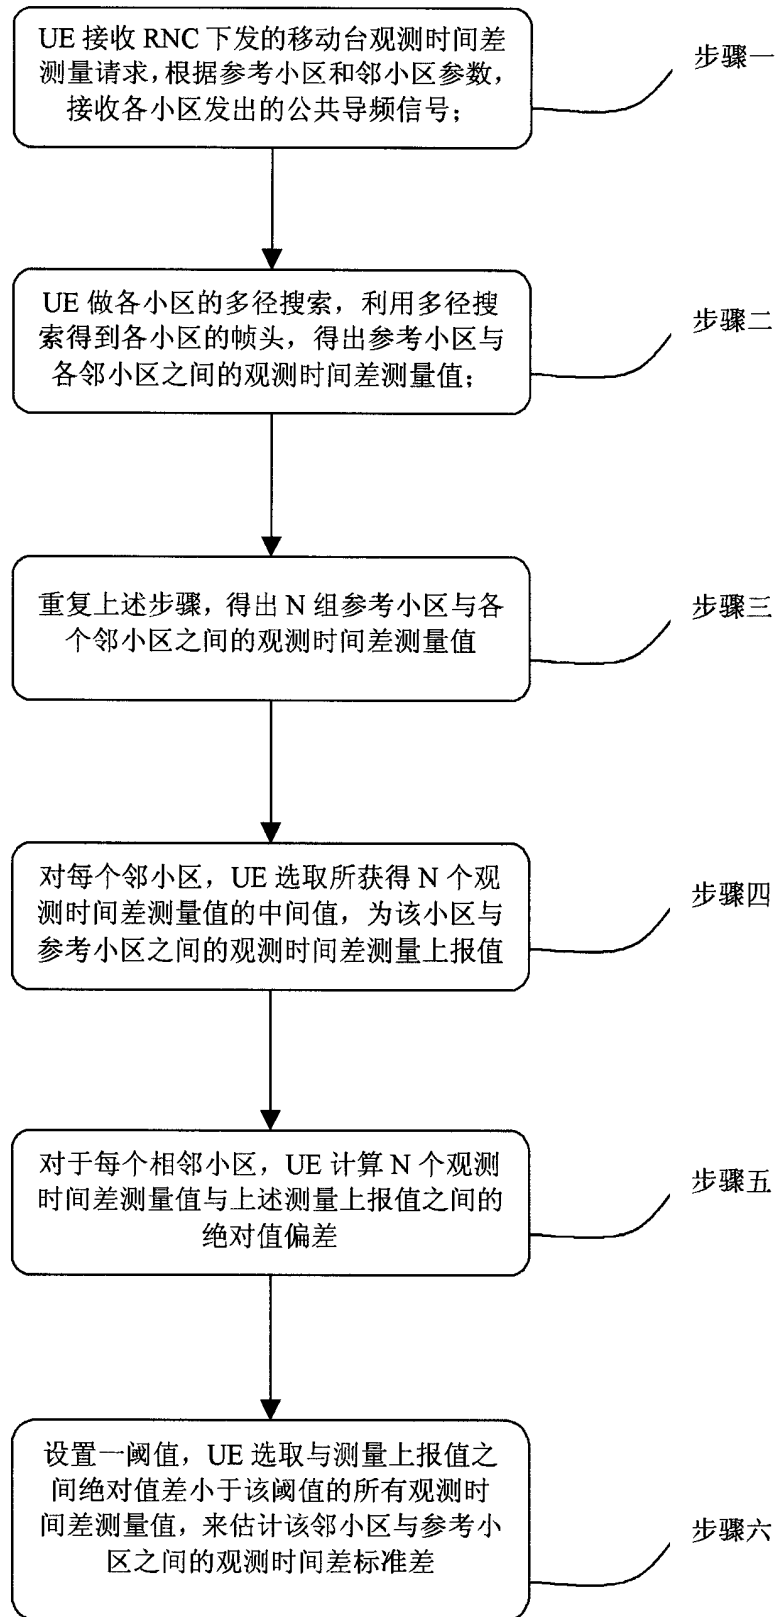 UE 接收 RNC 下发的移动台观测时间差
测量请求,根据参考小区和邻小区参数,
接收各小区发出的公共导频信号;
步骤一
UE 做各小区的多径搜索,利用多径搜
索得到各小区的帧头,得出参考小区与
各邻小区之间的观测时间差测量值;
步骤二
重复上述步骤,得出 N 组参考小区与各
个邻小区之间的观测时间差测量值
步骤三
对每个邻小区,UE 选取所获得 N 个观
测时间差测量值的中间值,为该小区与
参考小区之间的观测时间差测量上报值
步骤四
对于每个相邻小区,UE 计算 N 个观测
时间差测量值与上述测量上报值之间的
绝对值偏差
步骤五
设置一阈值,UE 选取与测量上报值之
间绝对值差小于该阈值的所有观测时
间差测量值,来估计该邻小区与参考小
区之间的观测时间差标准差
步骤六